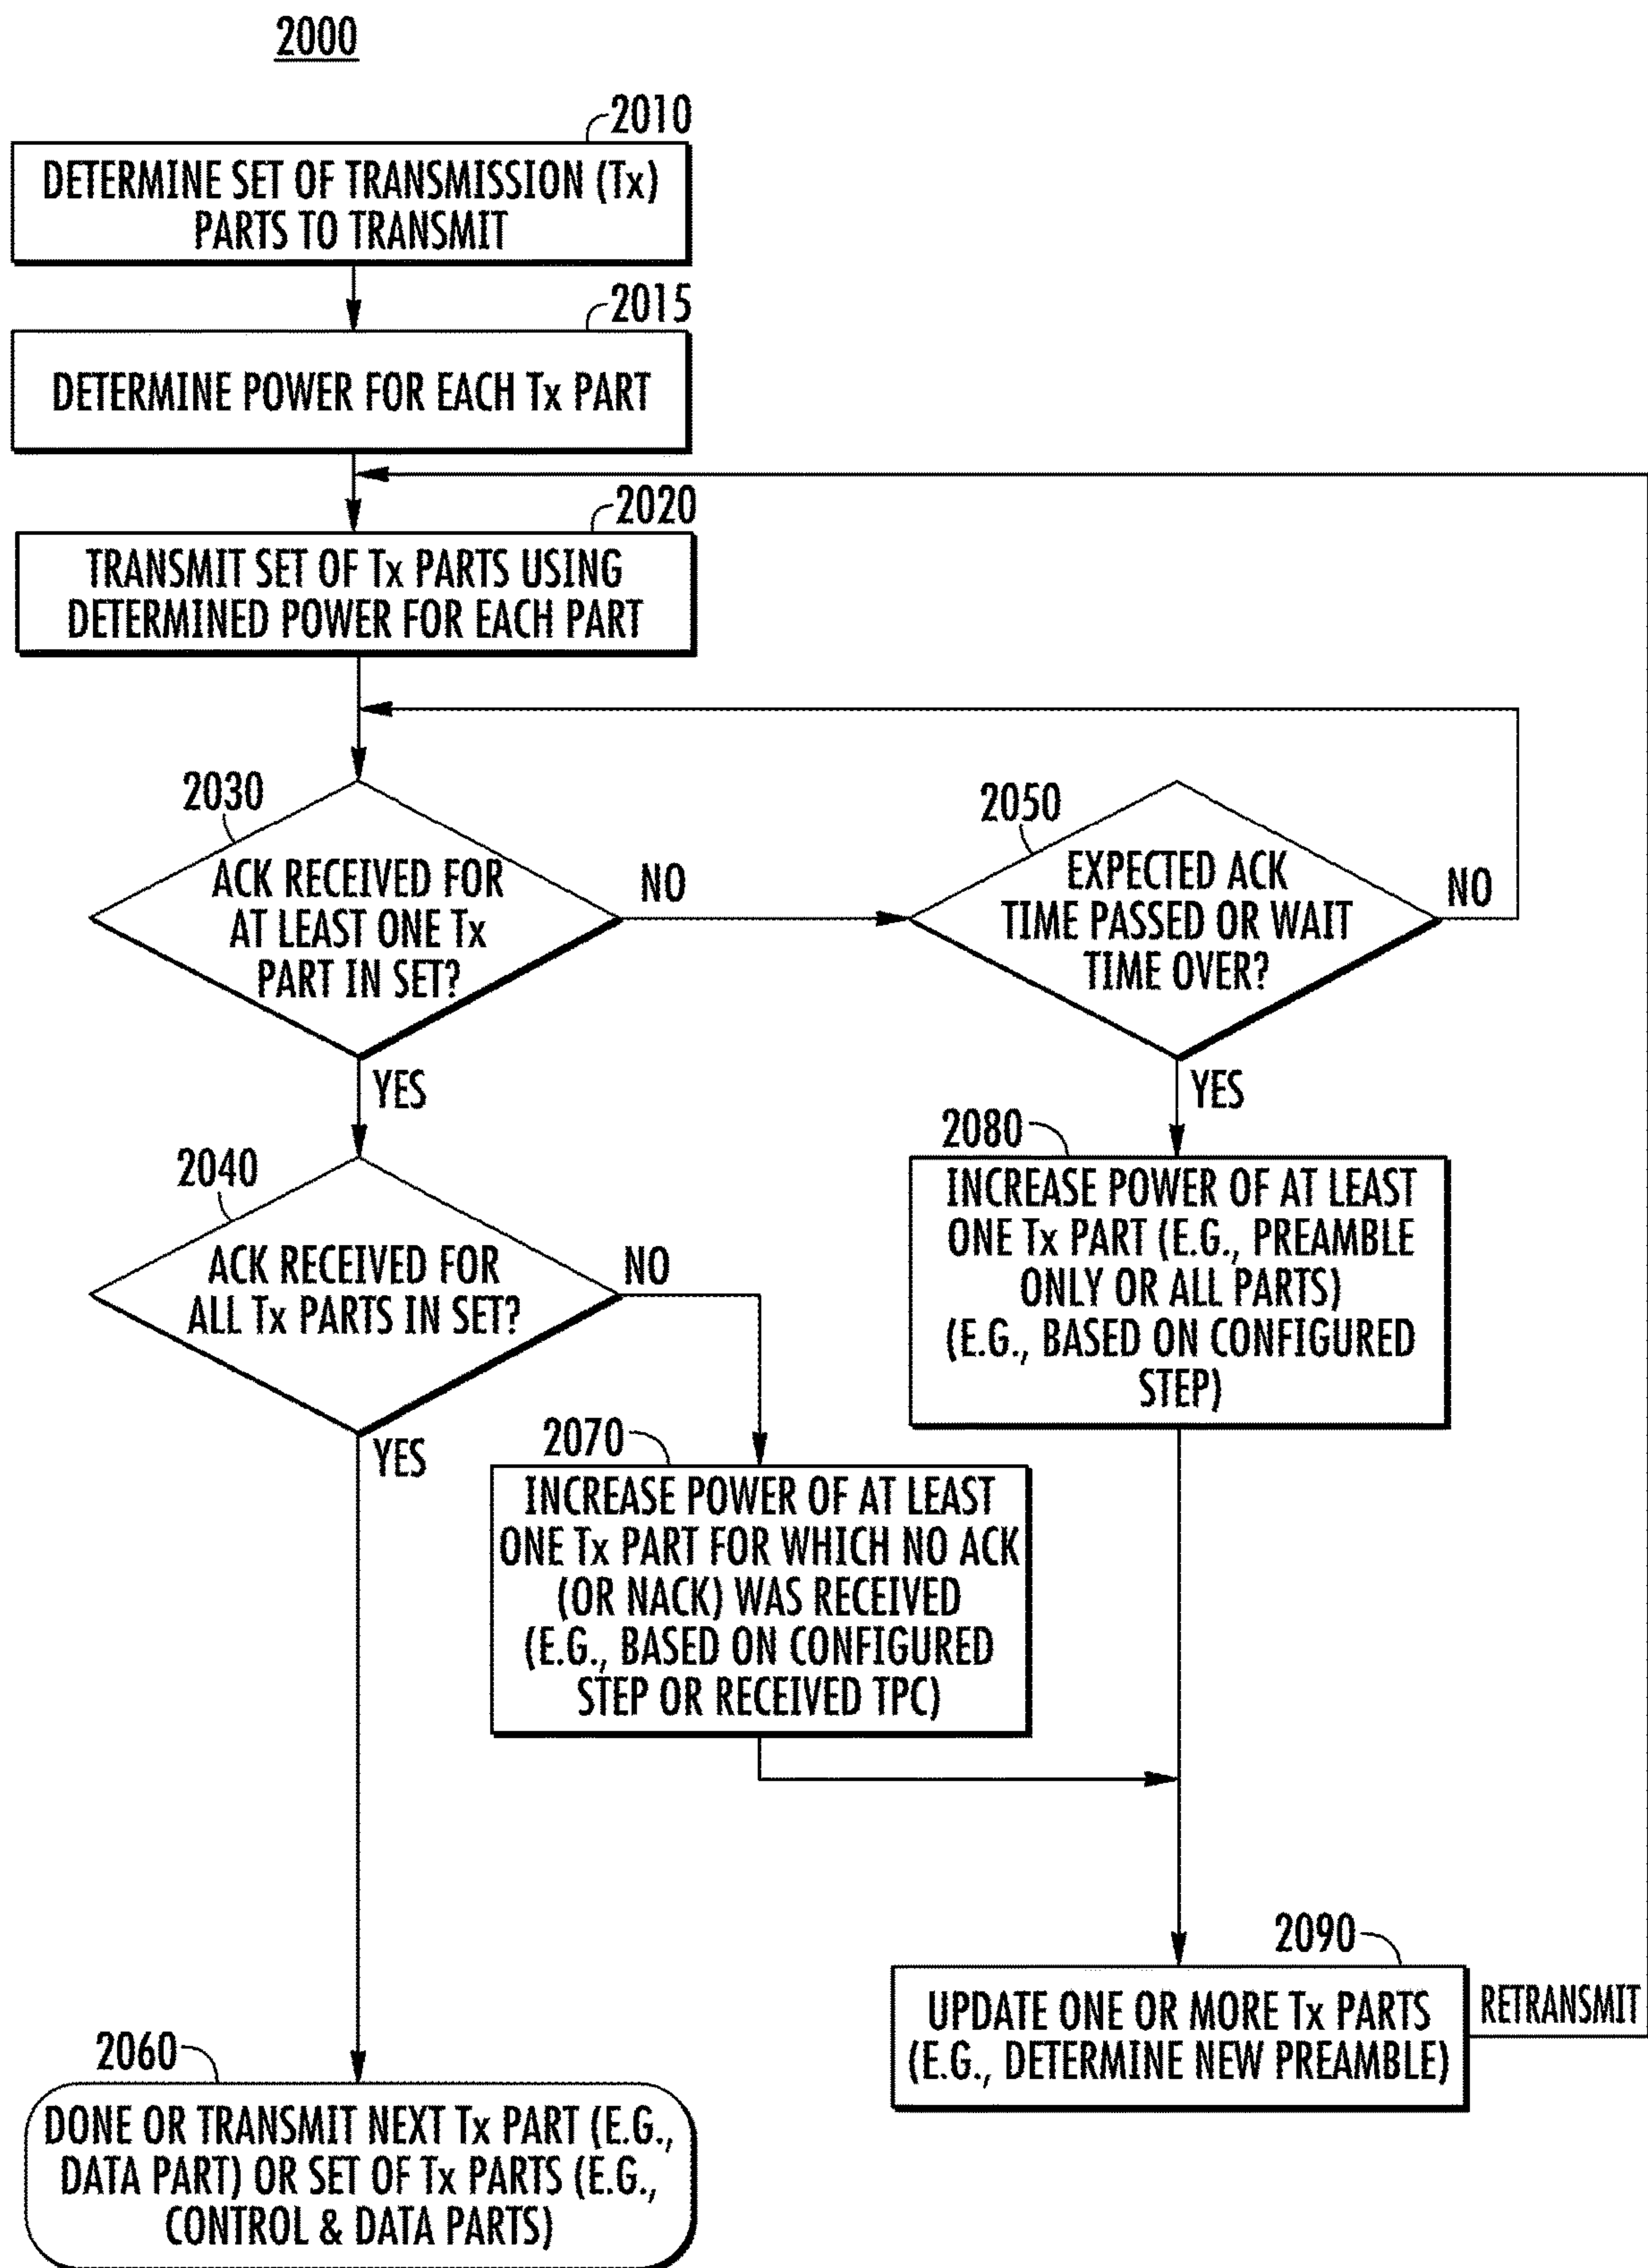 2000
2010
DETERMINE SET OF TRANSMISSION (Tx)
PARTS TO TRANSMIT
2015
DETERMINE POWER FOR EACH Tx PART
2020
TRANSMIT SET OF Tx PARTS USING
DETERMINED POWER FOR EACH PART
2030
ACK RECEIVED FOR
AT LEAST ONE Tx
PART IN SET?
NO
YES
2050
EXPECTED ACK
TIME PASSED OR WAIT
TIME OVER?
NO
YES
2040
ACK RECEIVED FOR
ALL Tx PARTS IN SET?
NO
YES
2080
INCREASE POWER OF AT LEAST
ONE Tx PART (E.G., PREAMBLE
ONLY OR ALL PARTS)
(E.G., BASED ON CONFIGURED
STEP)
2070
INCREASE POWER OF AT LEAST
ONE Tx PART FOR WHICH NO ACK
(OR NACK) WAS RECEIVED
(E.G., BASED ON CONFIGURED
STEP OR RECEIVED TPC)
2090
UPDATE ONE OR MORE Tx PARTS
(E.G., DETERMINE NEW PREAMBLE)
RETRANSMIT
2060
DONE OR TRANSMIT NEXT Tx PART (E.G.,
DATA PART) OR SET OF Tx PARTS (E.G.,
CONTROL & DATA PARTS)